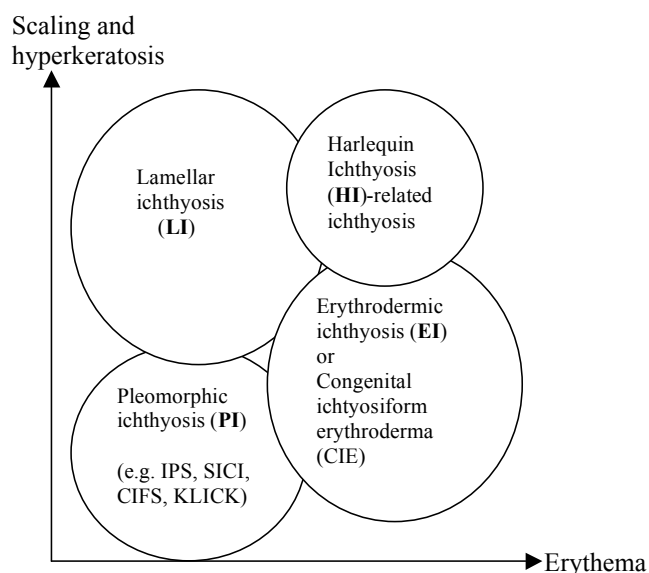 Scaling and
hyperkeratosis
Lamellar
ichthyosis
(LI)
Harlequin
Ichthyosis
(HI)-related
ichthyosis
Erythrodermic
ichthyosis (EI)
or
Congenital
ichtyosiform
erythroderma
(CIE)
Pleomorphic
ichthyosis (PI)
(e.g. IPS, SICI,
CIFS, KLICK)
Erythema